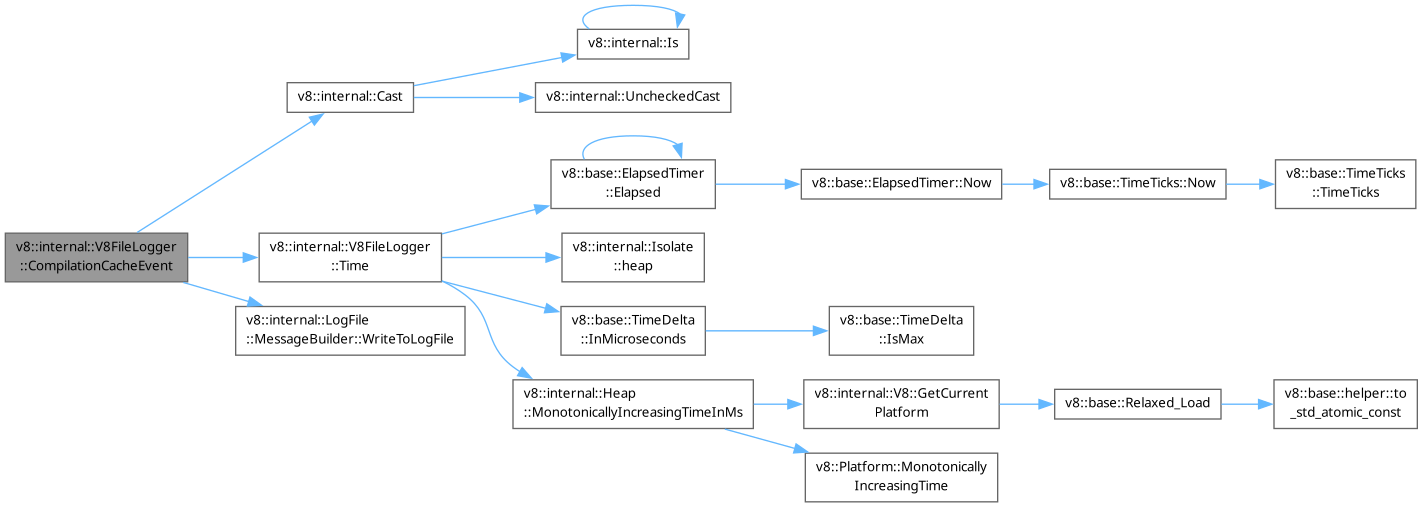 v8::internal::Is
v8::internal::Cast
v8::internal::UncheckedCast
v8::base::ElapsedTimer
::Elapsed
v8::base::ElapsedTimer::Now
v8::base::TimeTicks::Now
v8::base::TimeTicks
::TimeTicks
v8::internal::V8FileLogger
::CompilationCacheEvent
v8::internal::V8FileLogger
::Time
v8::internal::Isolate
::heap
v8::internal::LogFile
::MessageBuilder::WriteToLogFile
v8::base::TimeDelta
::InMicroseconds
v8::base::TimeDelta
::IsMax
v8::internal::Heap
::MonotonicallyIncreasingTimeInMs
v8::internal::V8::GetCurrent
Platform
v8::base::Relaxed_Load
v8::base::helper::to
_std_atomic_const
v8::Platform::Monotonically
IncreasingTime